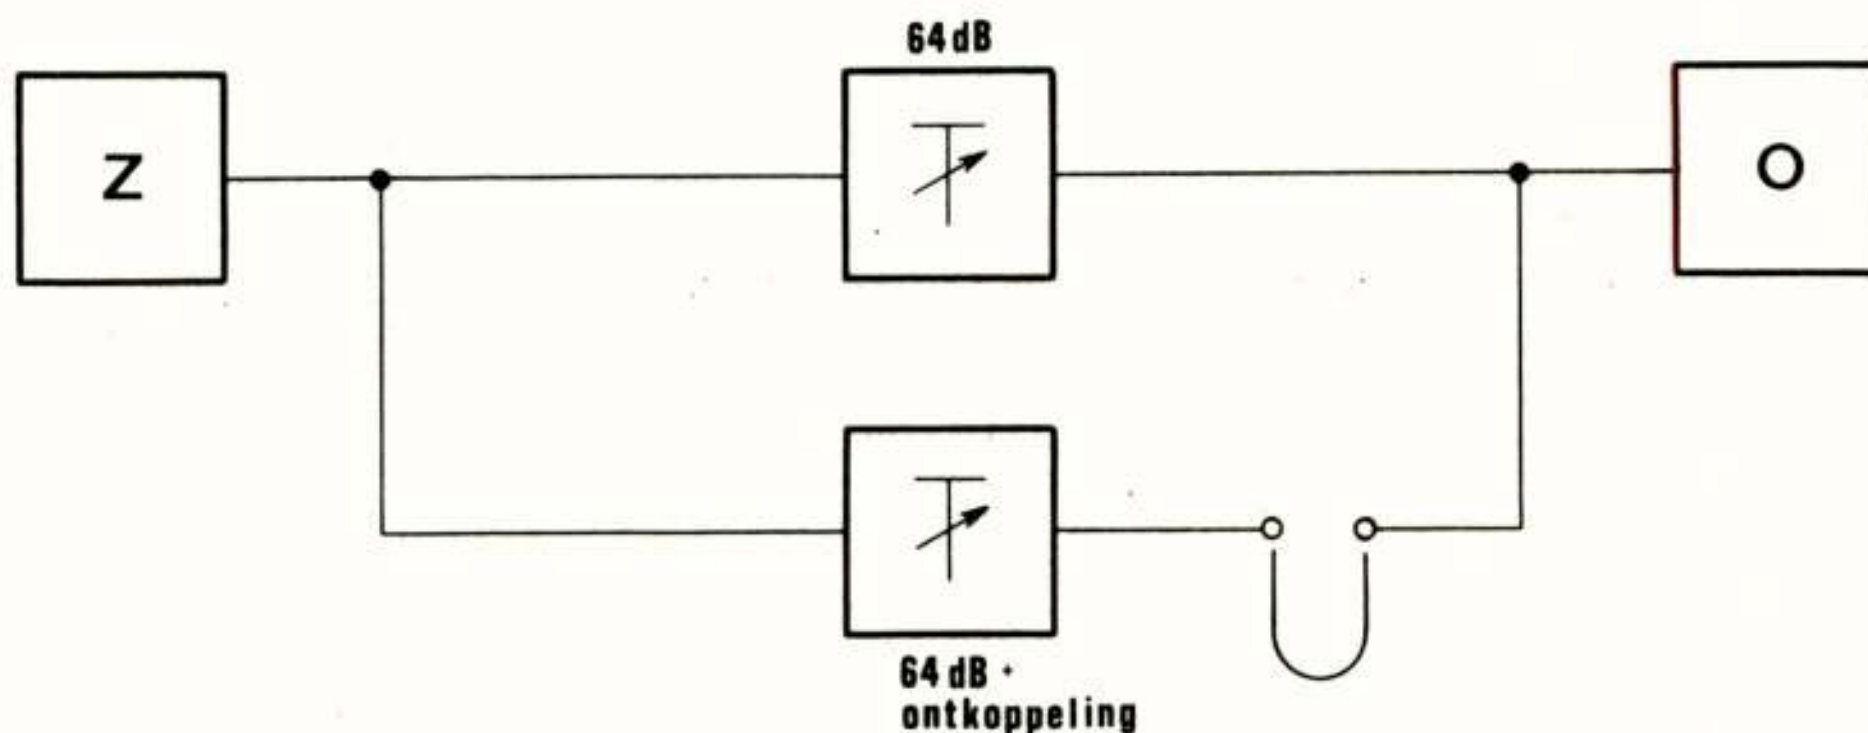 64 dB
Z
O
64 dB +
ontkoppeling